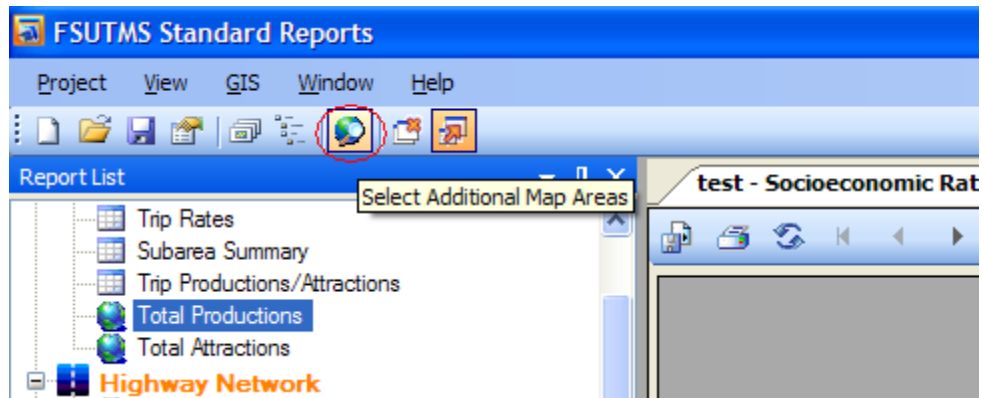 FSUTMS Standard Reports
Project View GIS Window Help
Report List
Select Additional Map Areas
test - Socioeconomic Rat
Trip Rates
Subarea Summary
Trip Productions/Attractions
Total Productions
Total Attractions
Highway Network